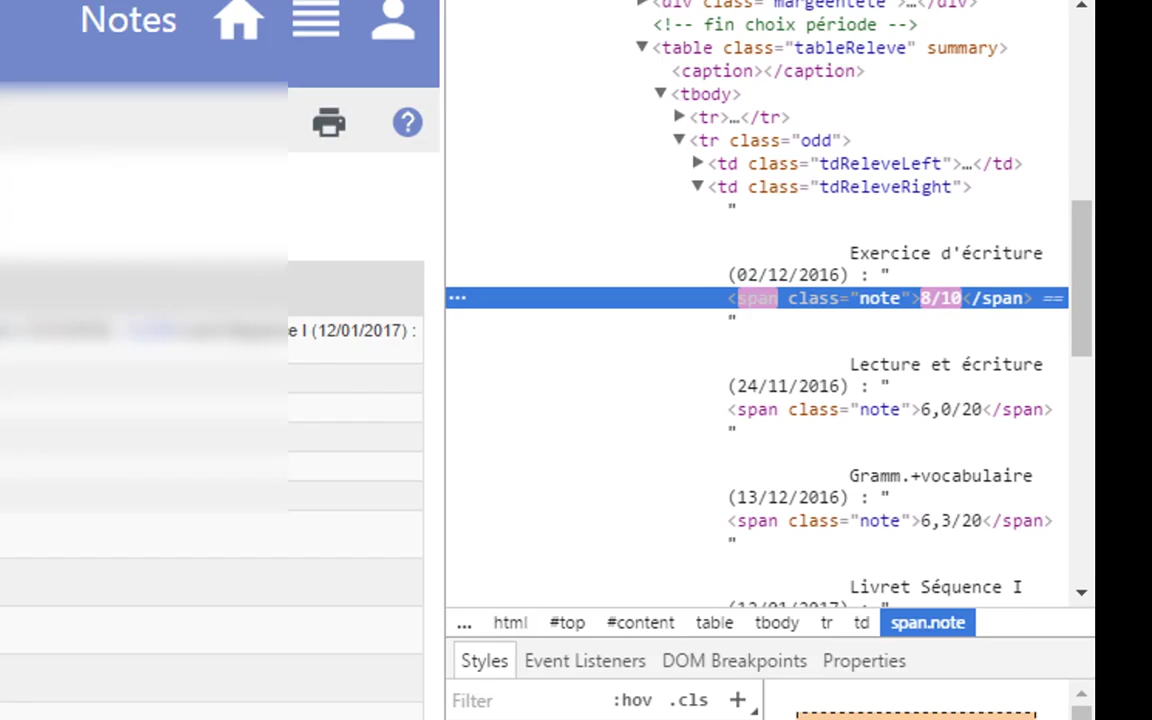 Notes
e I (12/01/2017) :
<!-- fin choix période -->
<table class="tableReleve" summary>
<caption></caption>
<tbody>
<tr>…</tr>
<tr class="odd">
<td class="tdReleveLeft">…</td>
<td class="tdReleveRight">
"
Exercice d'écriture
(02/12/2016) : "
<span class="note">8/10</span> ==
"
Lecture et écriture
(24/11/2016) : "
<span class="note">6,0/20</span>
"
Gramm.+vocabulaire
(13/12/2016) : "
<span class="note">6,3/20</span>
"
Livret Séquence I
(12/01/2017) : "
... html #top #content table tbody tr td span.note
Styles Event Listeners DOM Breakpoints Properties
Filter :hov .cls +